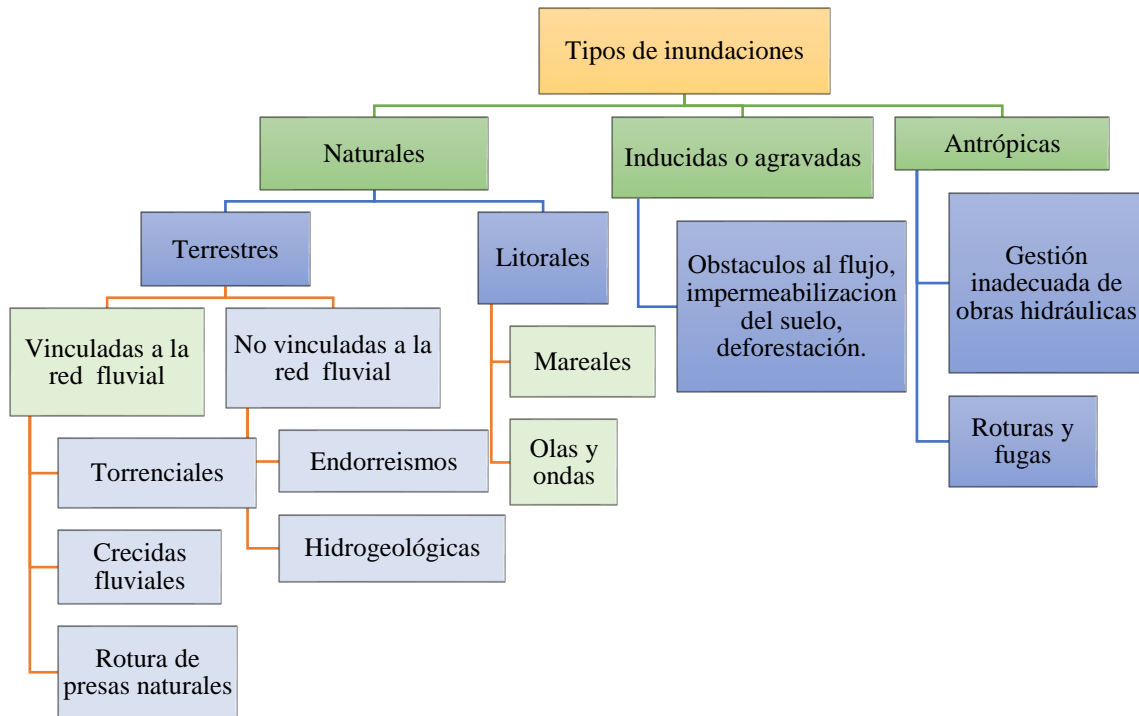 Tipos de inundaciones
Naturales
Inducidas o agravadas
Antrópicas
Terrestres
Litorales
Obstaculos al flujo,
impermeabilizacion
del suelo,
deforestación.
Gestión
inadecuada de
obras hidráulicas
Vinculadas a la
red fluvial
No vinculadas a la
red fluvial
Mareales
Roturas y
fugas
Torrenciales
Endorreismos
Olas y
ondas
Crecidas
fluviales
Hidrogeológicas
Rotura de
presas naturales